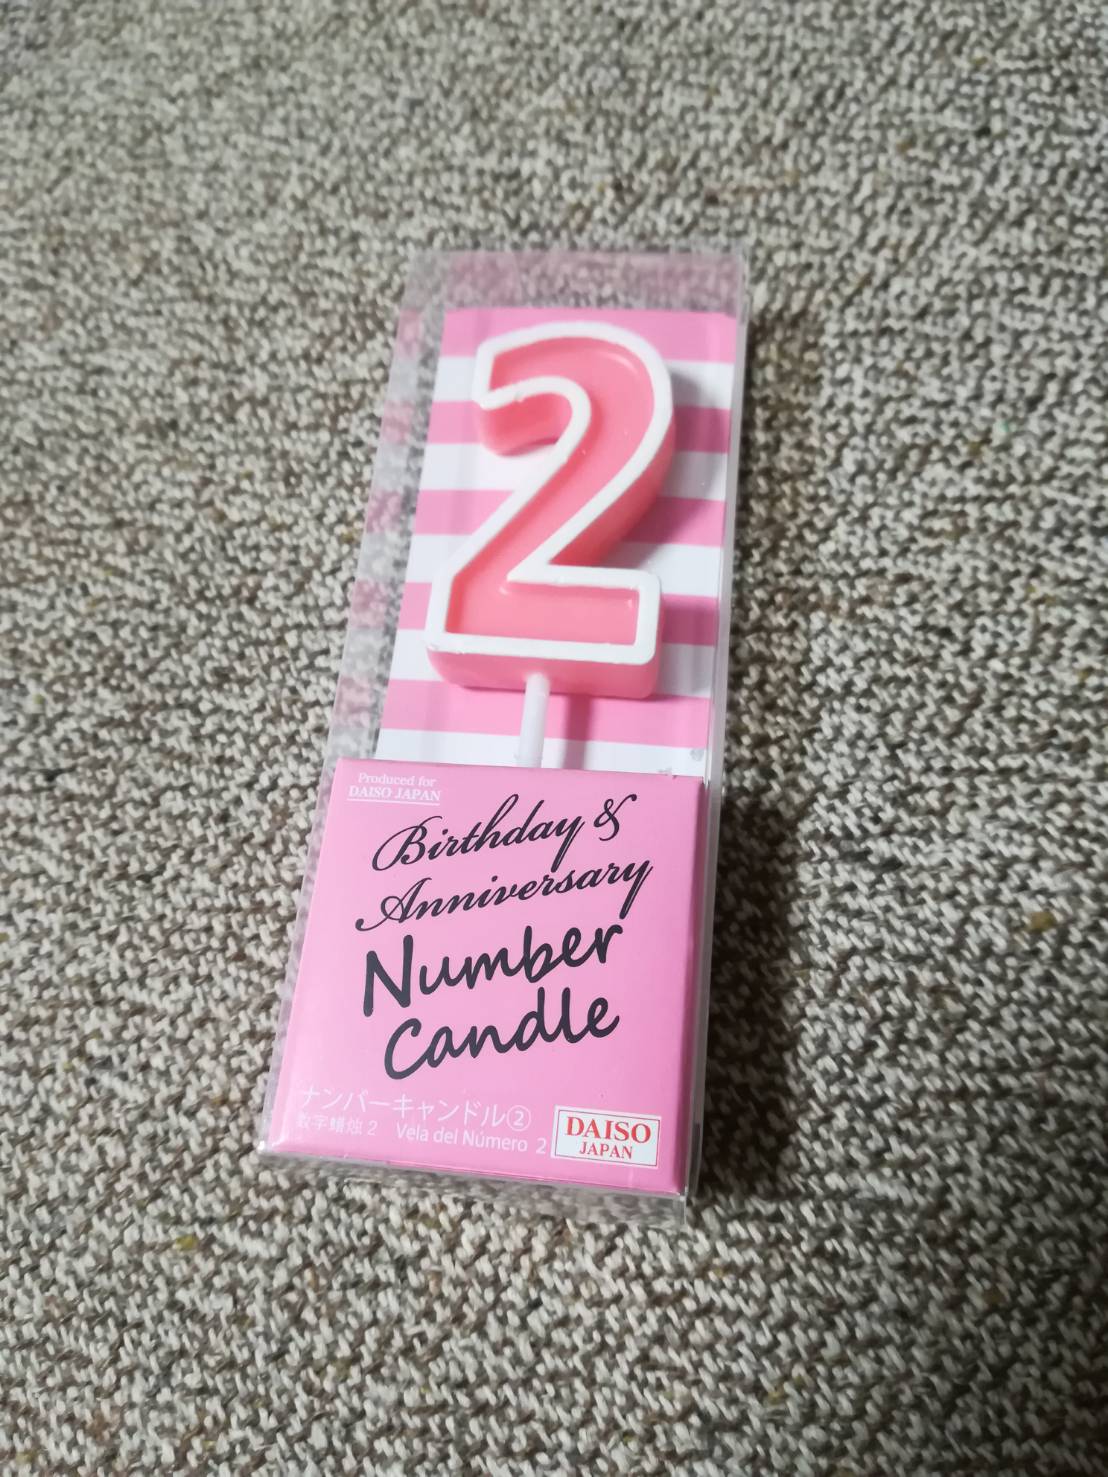 2
Produced for
DAISO JAPAN
Birthday &
Anniversary
Number
Candle
ナンバーキャンドル②
数字蜡烛 2 Vela del Número 2
DAISO
JAPAN